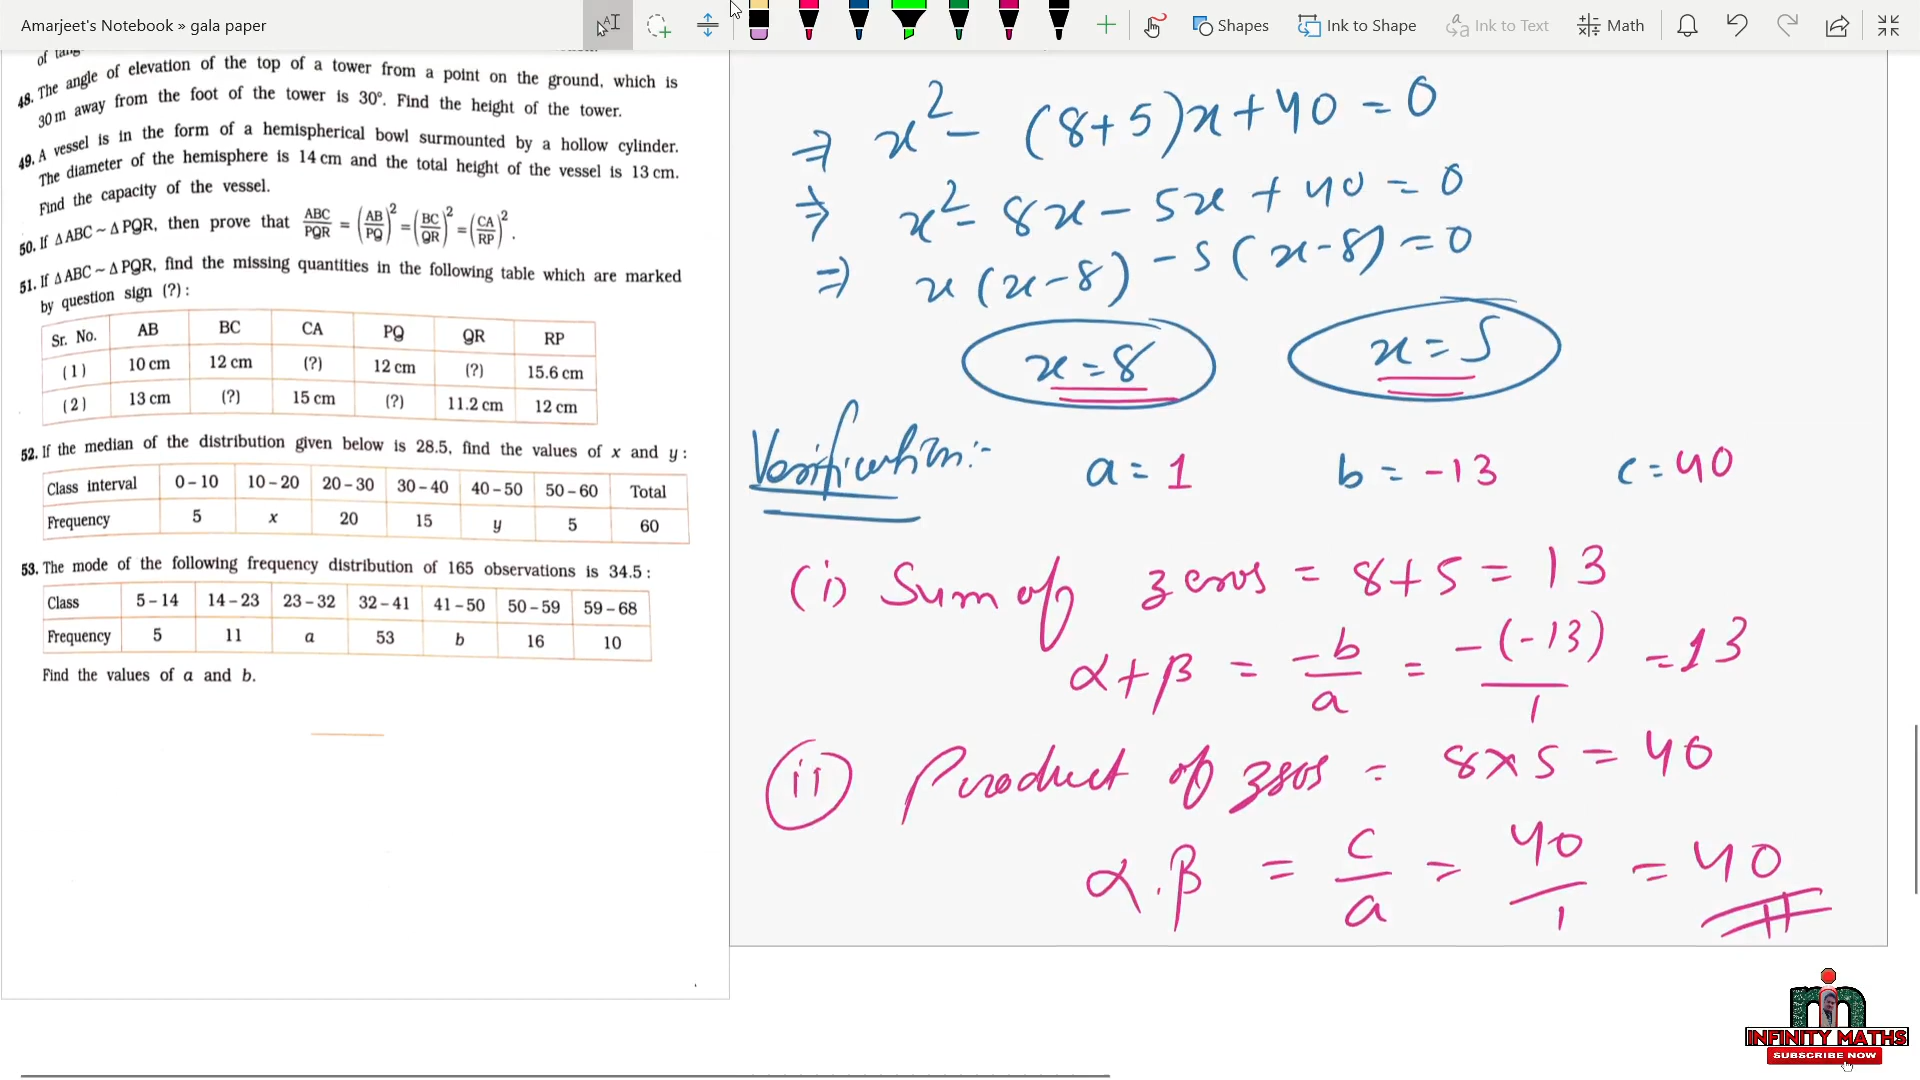 Amarjeet's Notebook » gala paper
Shapes
Ink to Shape
Ink to Text
Math
of tang
48. The angle of elevation of the top of a tower from a point on the ground, which is
30 m away from the foot of the tower is 30°. Find the height of the tower.
49. A vessel is in the form of a hemispherical bowl surmounted by a hollow cylinder.
The diameter of the hemisphere is 14 cm and the total height of the vessel is 13 cm.
Find the capacity of the vessel.
50. If Δ ABC ~ Δ PQR, then prove that ABC/PQR = (AB/PQ)² = (BC/QR)² = (CA/RP)².
51. If Δ ABC ~ Δ PQR, find the missing quantities in the following table which are marked
by question sign (?) :
Sr. No. AB BC CA PQ QR RP
(1) 10 cm 12 cm (?) 12 cm (?) 15.6 cm
(2) 13 cm (?) 15 cm (?) 11.2 cm 12 cm
52. If the median of the distribution given below is 28.5, find the values of x and y :
Class interval 0–10 10–20 20–30 30–40 40–50 50–60 Total
Frequency 5 x 20 15 y 5 60
53. The mode of the following frequency distribution of 165 observations is 34.5 :
Class 5–14 14–23 23–32 32–41 41–50 50–59 59–68
Frequency 5 11 a 53 b 16 10
Find the values of a and b.
⇒ x² - (8+5)x + 40 = 0
⇒ x² - 8x - 5x + 40 = 0
⇒ x(x-8) - 5(x-8) = 0
x = 8 x = 5
Verification:- a = 1 b = -13 c = 40
(i) Sum of zeros = 8+5 = 13
α+β = -b/a = -(-13)/1 = 13
(ii) Product of zeros = 8×5 = 40
α.β = c/a = 40/1 = 40
INFINITY MATHS
SUBSCRIBE NOW